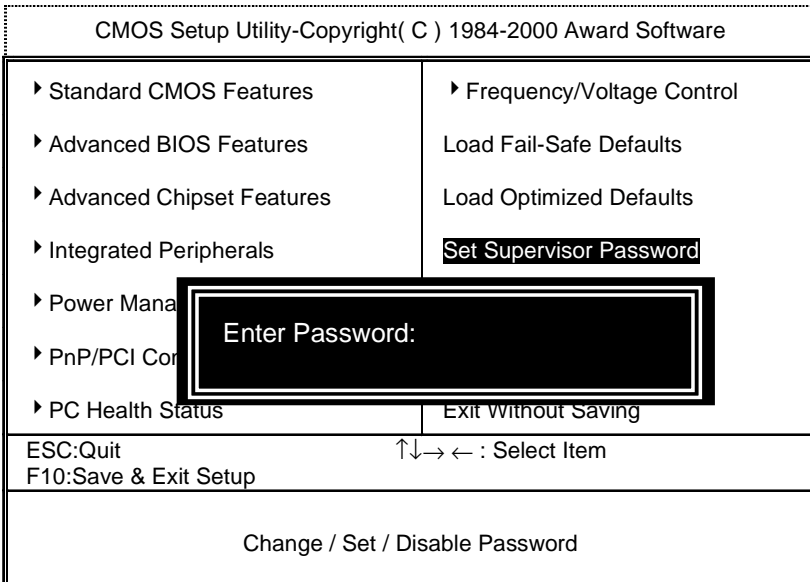 CMOS Setup Utility-Copyright( C ) 1984-2000 Award Software
Standard CMOS Features
Advanced BIOS Features
Advanced Chipset Features
Integrated Peripherals
Power Mana
PnP/PCI Con
PC Health Status
Frequency/Voltage Control
Load Fail-Safe Defaults
Load Optimized Defaults
Set Supervisor Password
Exit Without Saving
Enter Password:
ESC:Quit ↑↓→ ← : Select Item
F10:Save & Exit Setup
Change / Set / Disable Password